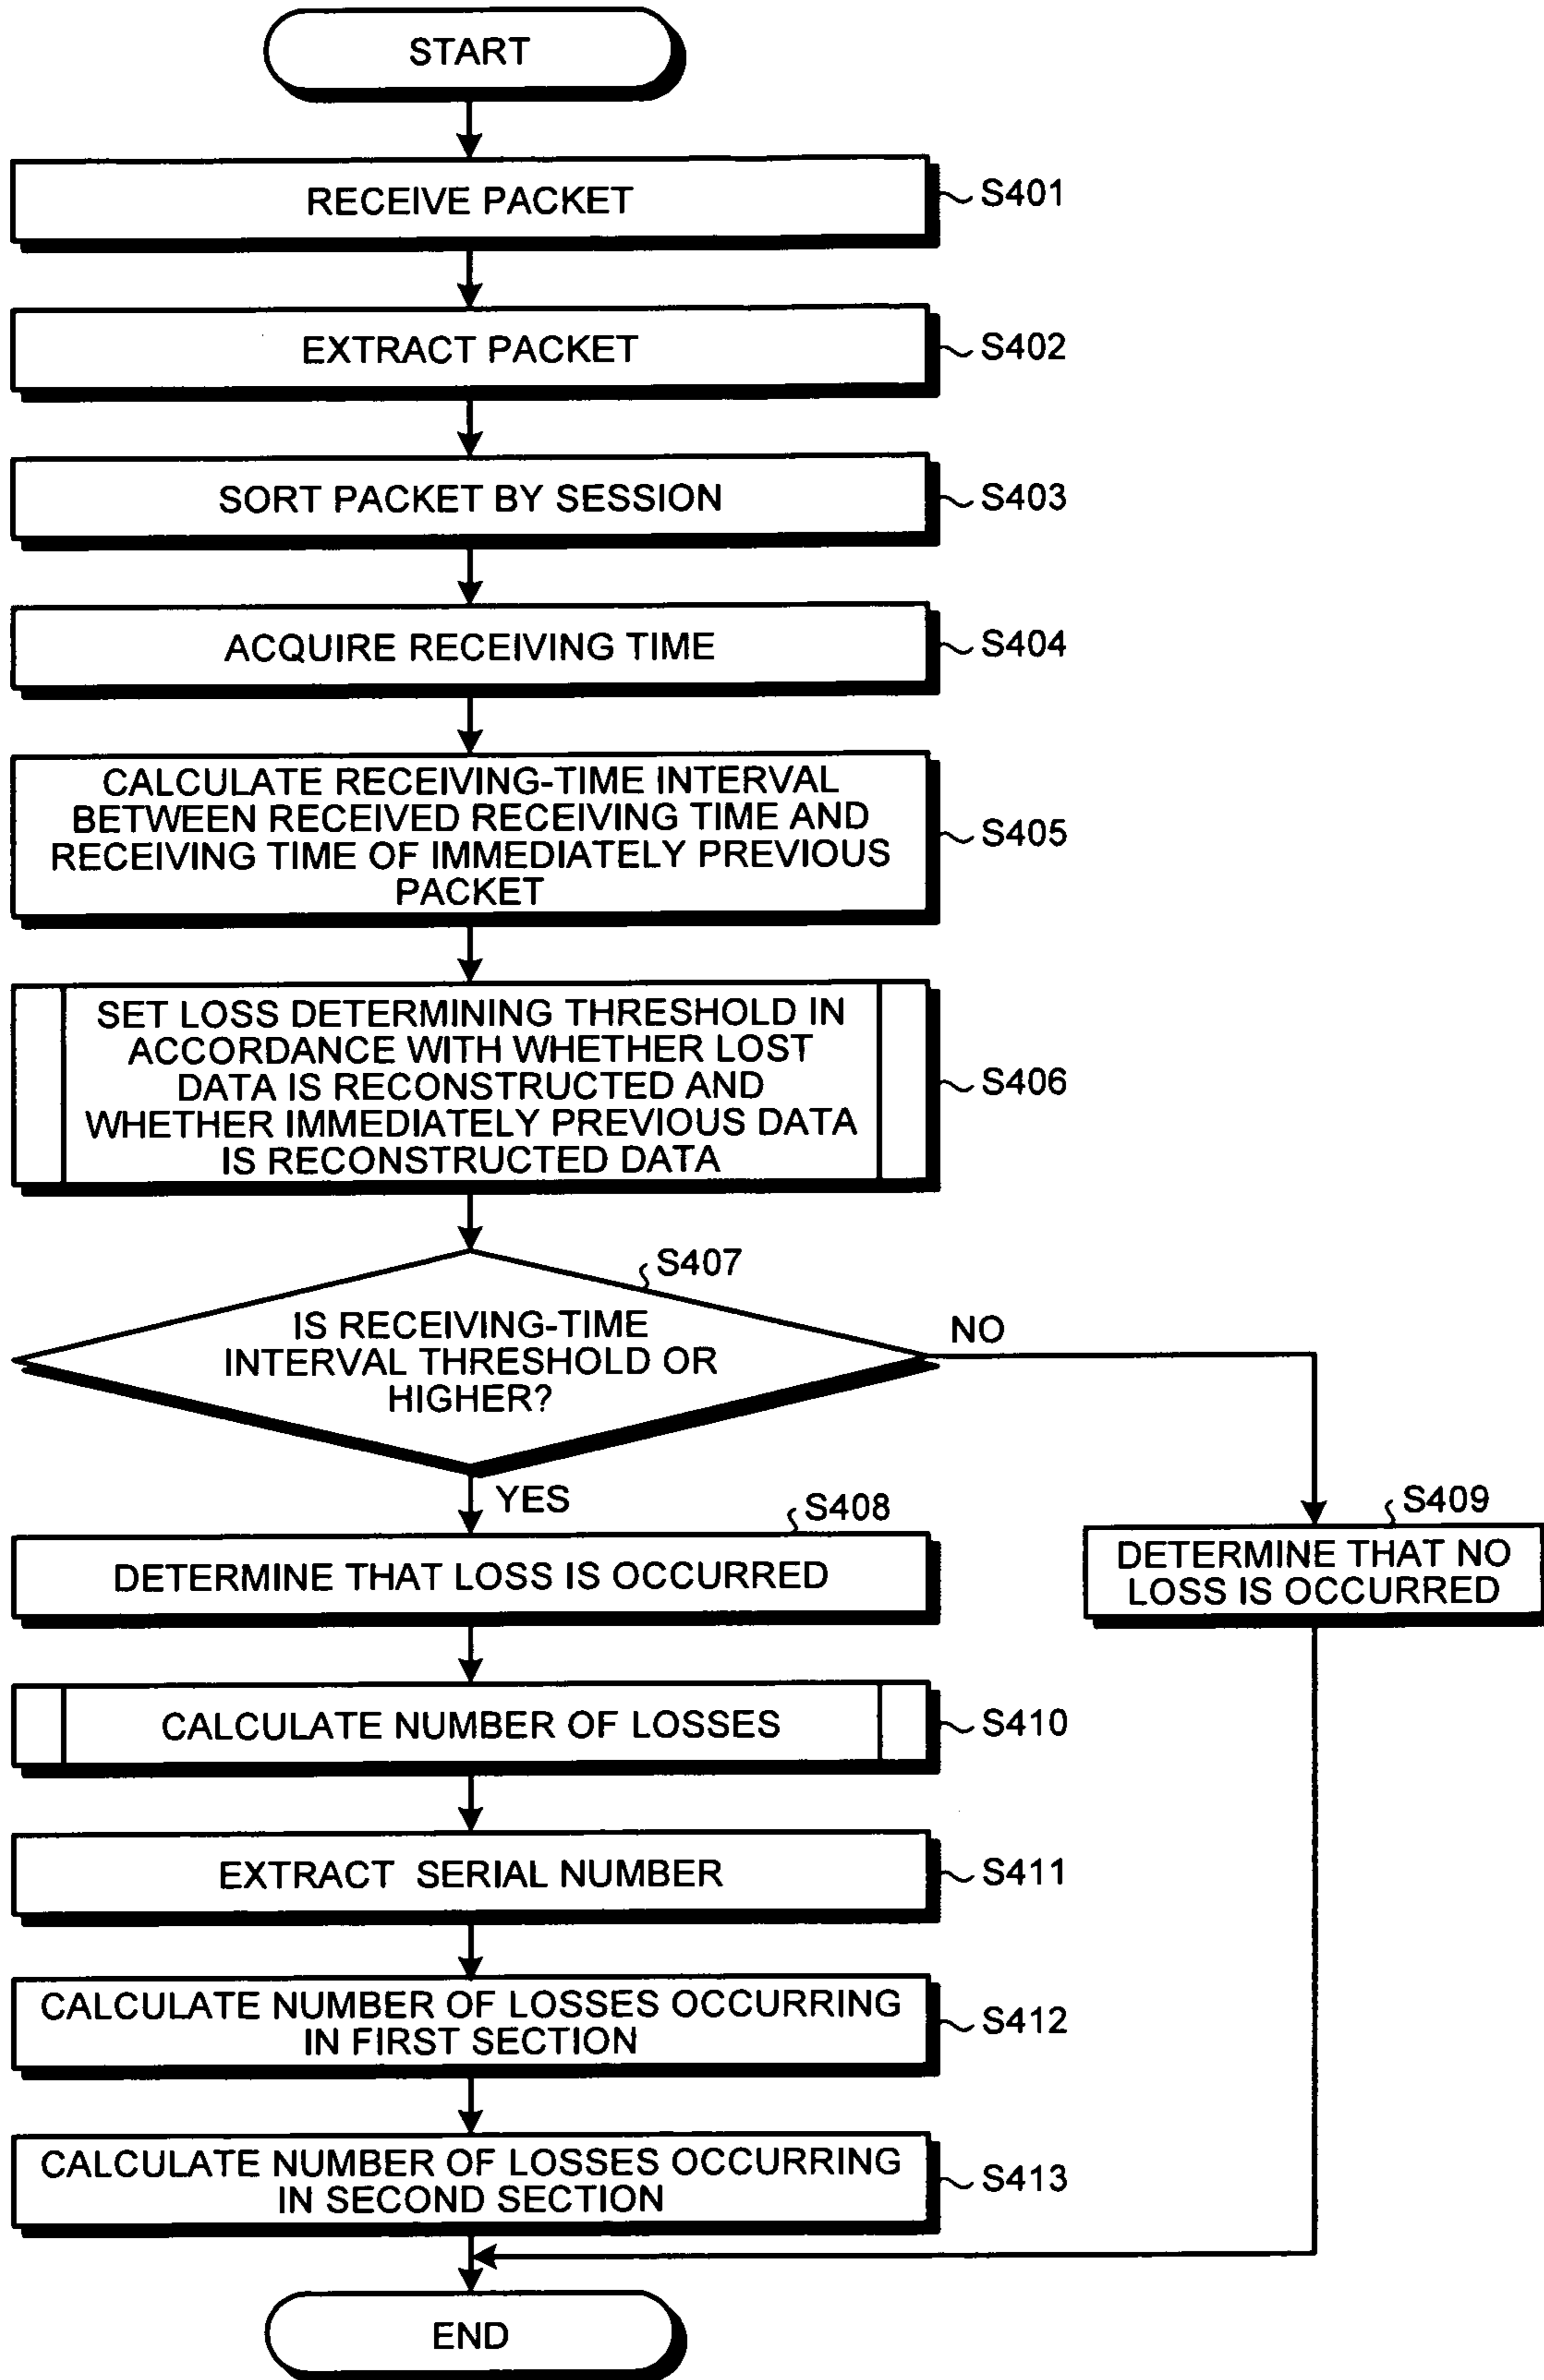 START
RECEIVE PACKET
S401
EXTRACT PACKET
S402
SORT PACKET BY SESSION
S403
ACQUIRE RECEIVING TIME
S404
CALCULATE RECEIVING-TIME INTERVAL
BETWEEN RECEIVED RECEIVING TIME AND
RECEIVING TIME OF IMMEDIATELY PREVIOUS
PACKET
S405
SET LOSS DETERMINING THRESHOLD IN
ACCORDANCE WITH WHETHER LOST
DATA IS RECONSTRUCTED AND
WHETHER IMMEDIATELY PREVIOUS DATA
IS RECONSTRUCTED DATA
S406
S407
IS RECEIVING-TIME
INTERVAL THRESHOLD OR
HIGHER?
NO
YES
S408
DETERMINE THAT LOSS IS OCCURRED
S409
DETERMINE THAT NO
LOSS IS OCCURRED
CALCULATE NUMBER OF LOSSES
S410
EXTRACT SERIAL NUMBER
S411
CALCULATE NUMBER OF LOSSES OCCURRING
IN FIRST SECTION
S412
CALCULATE NUMBER OF LOSSES OCCURRING
IN SECOND SECTION
S413
END